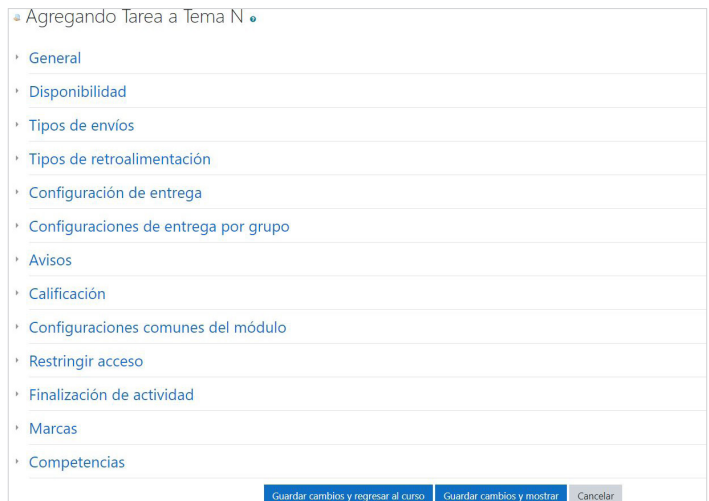 Agregando Tarea a Tema N
General
Disponibilidad
Tipos de envíos
Tipos de retroalimentación
Configuración de entrega
Configuraciones de entrega por grupo
Avisos
Calificación
Configuraciones comunes del módulo
Restringir acceso
Finalización de actividad
Marcas
Competencias
Guardar cambios y regresar al curso Guardar cambios y mostrar Cancelar